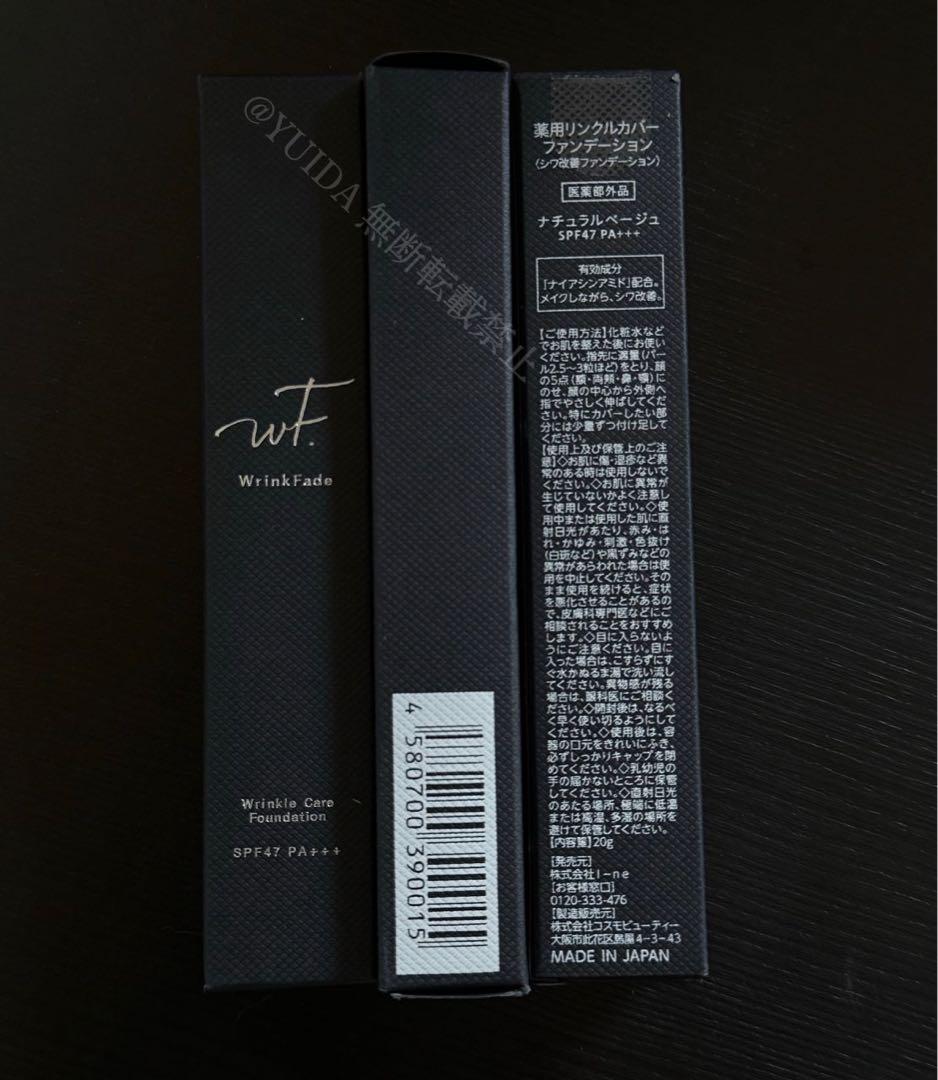 @YUIDA 無断転載禁止
wF.
WrinkFade
Wrinkle Care
Foundation
SPF47 PA+++
4 580700 390015
薬用リンクルカバー
ファンデーション
（シワ改善ファンデーション）
医薬部外品
ナチュラルベージュ
SPF47 PA+++
有効成分
「ナイアシンアミド」配合。
メイクしながら、シワ改善。
【ご使用方法】化粧水など
でお肌を整えた後にお使い
ください。指先に適量（パー
ル2.5〜3粒ほど）をとり、顔
の5点（額・両頬・鼻・顎）に
のせ、顔の中心から外側へ
指でやさしく伸ばしてくだ
さい。特にカバーしたい部
分には少量ずつ付け足して
ください。
【使用上及び保管上のご注
意】◇お肌に傷・湿疹など異
常のある時は使用しないで
ください。◇お肌に異常が
生じていないかよく注意し
て使用してください。◇使
用中または使用した肌に直
射日光があたり、赤み・は
れ・かゆみ・刺激・色抜け
（白斑など）や黒ずみなどの
異常があらわれた場合は使
用を中止してください。その
まま使用を続けると、症状
を悪化させることがあるの
で、皮膚科専門医などにご
相談されることをおすすめ
します。◇目に入らないよ
うにご注意ください。目に
入った場合は、こすらずにす
ぐ水かぬるま湯で洗い流し
てください。異物感が残る
場合は、眼科医にご相談く
ださい。◇開封後は、なるべ
く早く使い切るようにして
ください。◇使用後は、容
器の口元をきれいにふき、
必ずしっかりキャップを閉
めてください。◇乳幼児の
手の届かないところに保管
してください。◇直射日光
のあたる場所、極端に低温
または高温、多湿の場所を
避けて保管してください。
【内容量】20g
［発売元］
株式会社I-ne
［お客様窓口］
0120-333-476
［製造販売元］
株式会社コスモビューティー
大阪市此花区島屋4-3-43
MADE IN JAPAN